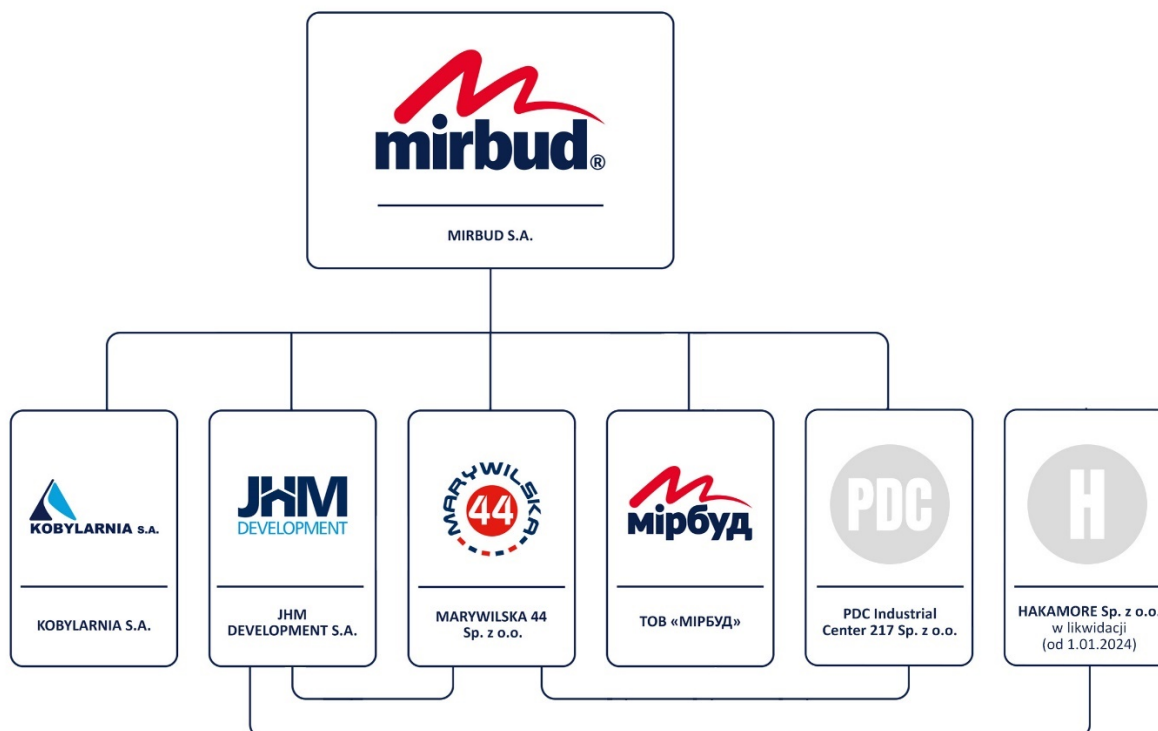 mirbud®
MIRBUD S.A.
KOBYLARNIA S.A.
KOBYLARNIA S.A.
JHM
DEVELOPMENT
JHM
DEVELOPMENT S.A.
MARYWILSKA
44
MARYWILSKA 44
Sp. z o.o.
мірбуд
ТОВ «МІРБУД»
PDC
PDC Industrial
Center 217 Sp. z o.o.
H
HAKAMORE Sp. z o.o.
w likwidacji
(od 1.01.2024)